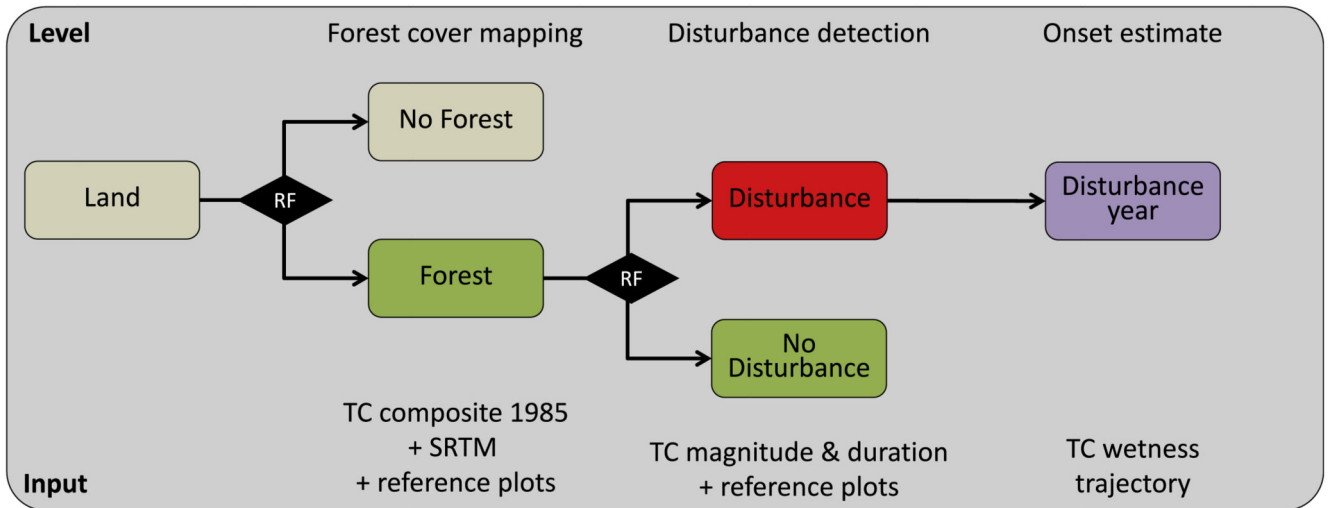 Level
Forest cover mapping
Disturbance detection
Onset estimate
No Forest
Land
RF
Disturbance
Disturbance
year
Forest
RF
No
Disturbance
TC composite 1985
+ SRTM
+ reference plots
TC magnitude & duration
+ reference plots
TC wetness
trajectory
Input